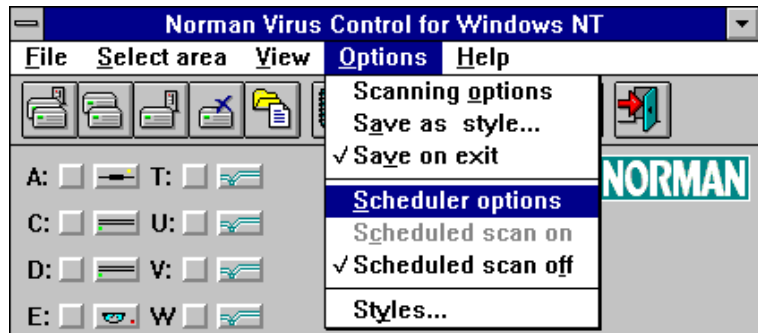 Norman Virus Control for Windows NT
File Select area View Options Help
Scanning options
Save as style...
Save on exit
Scheduler options
Scheduled scan on
Scheduled scan off
Styles...
NORMAN
A: T:
C: U:
D: V:
E: W